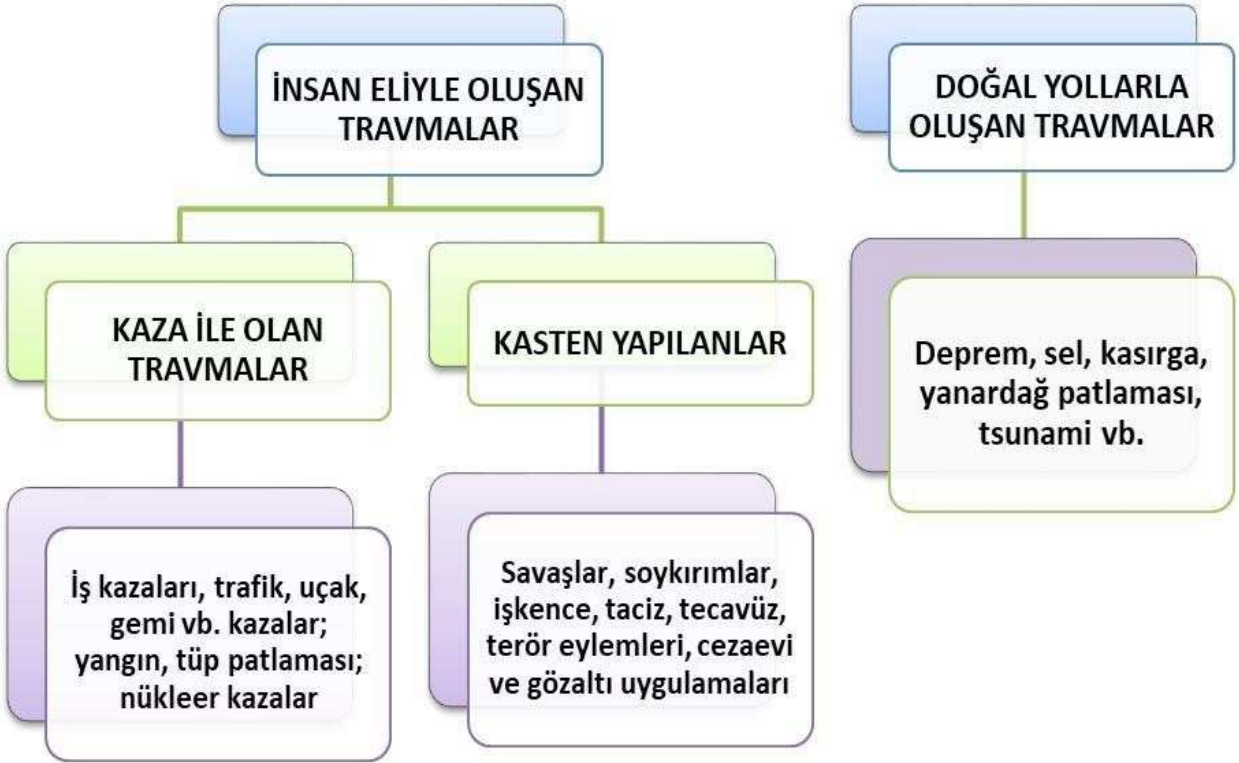 İNSAN ELİYLE OLUŞAN
TRAVMALAR
DOĞAL YOLLARLA
OLUŞAN TRAVMALAR
KAZA İLE OLAN
TRAVMALAR
KASTEN YAPILANLAR
Deprem, sel, kasırga,
yanardağ patlaması,
tsunami vb.
İş kazaları, trafik, uçak,
gemi vb. kazalar;
yangın, tüp patlaması;
nükleer kazalar
Savaşlar, soykırımlar,
işkence, taciz, tecavüz,
terör eylemleri, cezaevi
ve gözaltı uygulamaları